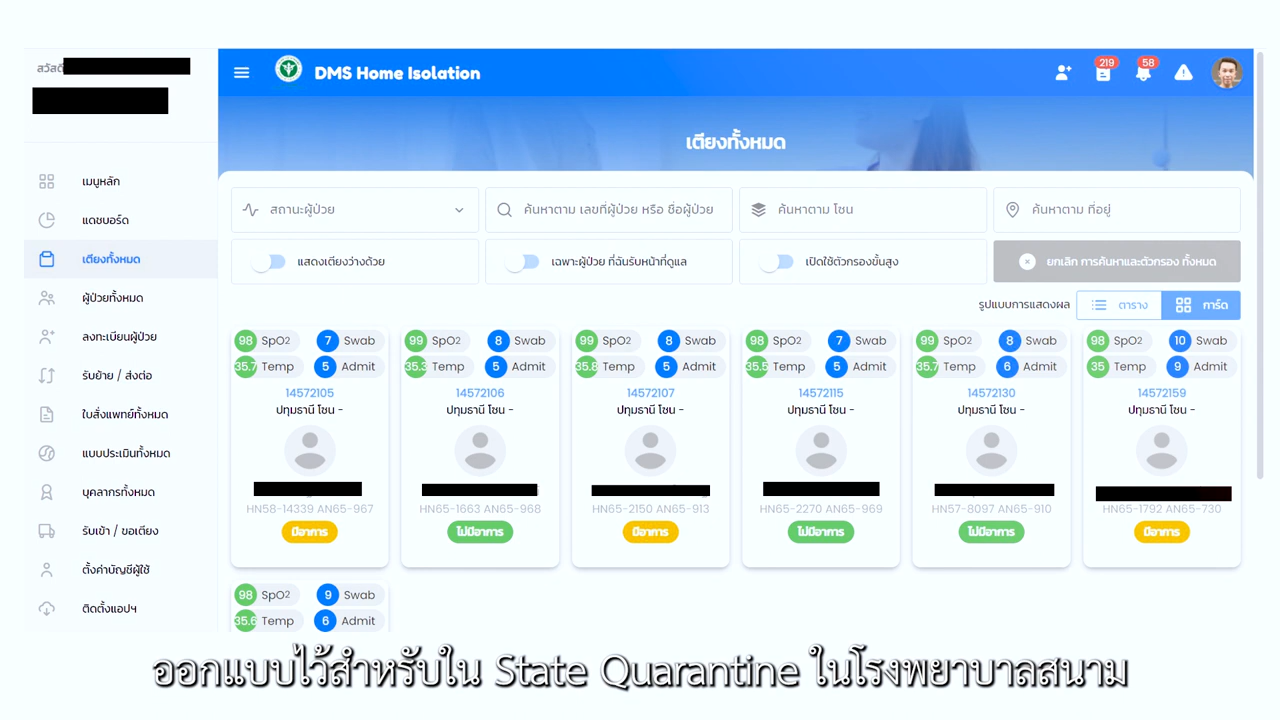 สวัสดี
DMS Home Isolation
219
58
เตียงทั้งหมด
เมนูหลัก
แดชบอร์ด
เตียงทั้งหมด
ผู้ป่วยทั้งหมด
ลงทะเบียนผู้ป่วย
รับย้าย / ส่งต่อ
ใบสั่งแพทย์ทั้งหมด
แบบประเมินทั้งหมด
บุคลากรทั้งหมด
รับเข้า / ขอเตียง
ตั้งค่าบัญชีผู้ใช้
ติดตั้งแอปฯ
สถานะผู้ป่วย
ค้นหาตาม เลขที่ผู้ป่วย หรือ ชื่อผู้ป่วย
ค้นหาตาม โซน
ค้นหาตาม ที่อยู่
แสดงเตียงว่างด้วย
เฉพาะผู้ป่วย ที่ฉันรับหน้าที่ดูแล
เปิดใช้ตัวกรองขั้นสูง
ยกเลิก การค้นหาและตัวกรอง ทั้งหมด
รูปแบบการแสดงผล
ตาราง
การ์ด
98 SpO2 7 Swab
35.7 Temp 5 Admit
14572105
ปทุมธานี โซน -
HN58-14339 AN65-967
มีอาการ
99 SpO2 8 Swab
35.3 Temp 5 Admit
14572106
ปทุมธานี โซน -
HN65-1663 AN65-968
ไม่มีอาการ
99 SpO2 8 Swab
35.8 Temp 5 Admit
14572107
ปทุมธานี โซน -
HN65-2150 AN65-913
มีอาการ
98 SpO2 7 Swab
35.5 Temp 5 Admit
14572115
ปทุมธานี โซน -
HN65-2270 AN65-969
ไม่มีอาการ
99 SpO2 8 Swab
35.7 Temp 6 Admit
14572130
ปทุมธานี โซน -
HN57-8097 AN65-910
ไม่มีอาการ
98 SpO2 10 Swab
35 Temp 9 Admit
14572159
ปทุมธานี โซน -
HN65-1792 AN65-730
มีอาการ
98 SpO2 9 Swab
35.6 Temp 6 Admit
ออกแบบไว้สำหรับใน State Quarantine ในโรงพยาบาลสนาม